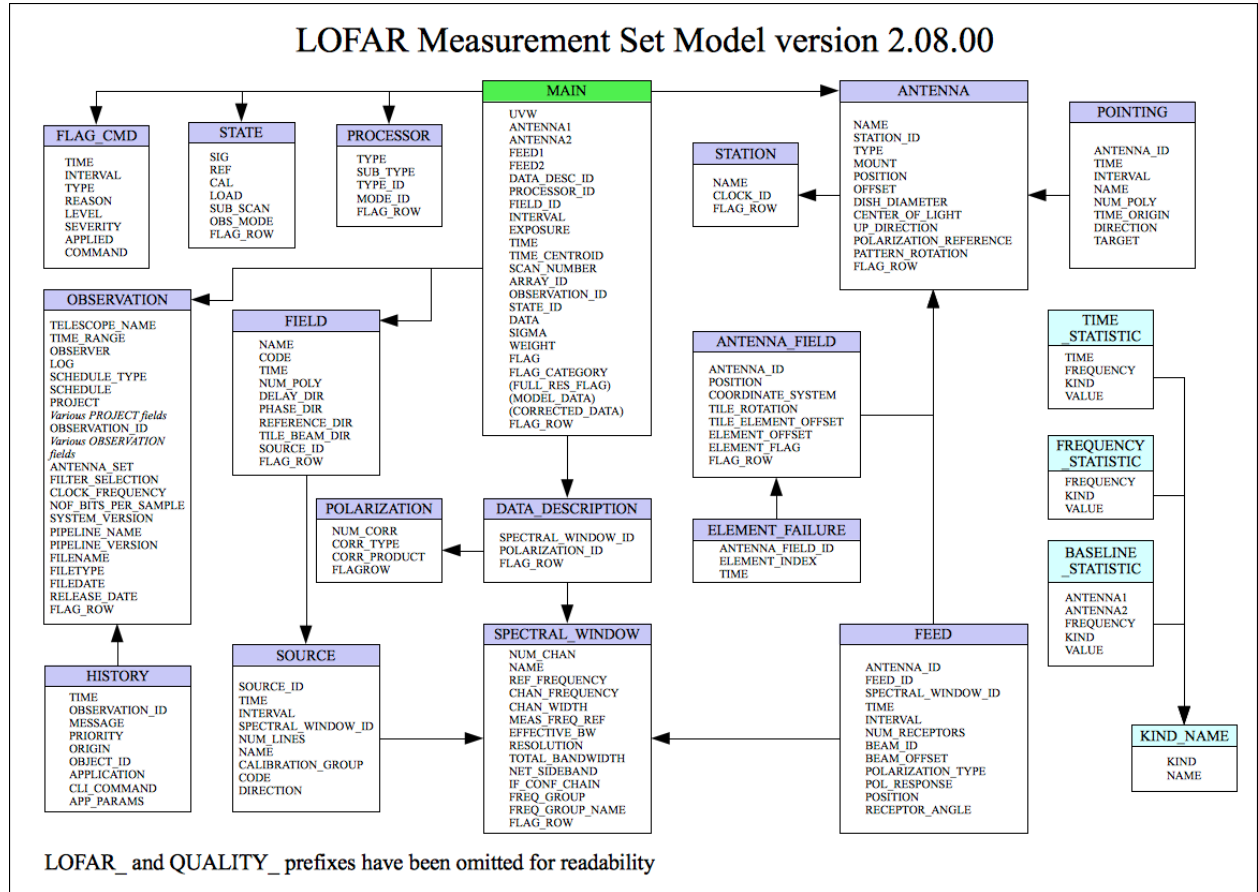 LOFAR Measurement Set Model version 2.08.00
MAIN
UVW
ANTENNA1
ANTENNA2
FEED1
FEED2
DATA_DESC_ID
PROCESSOR_ID
FIELD_ID
INTERVAL
EXPOSURE
TIME
TIME_CENTROID
SCAN_NUMBER
ARRAY_ID
OBSERVATION_ID
STATE_ID
DATA
SIGMA
WEIGHT
FLAG
FLAG_CATEGORY
(FULL_RES_FLAG)
(MODEL_DATA)
(CORRECTED_DATA)
FLAG_ROW
FLAG_CMD
TIME
INTERVAL
TYPE
REASON
LEVEL
SEVERITY
APPLIED
COMMAND
STATE
SIG
REF
CAL
LOAD
SUB_SCAN
OBS_MODE
FLAG_ROW
PROCESSOR
TYPE
SUB_TYPE
TYPE_ID
MODE_ID
FLAG_ROW
STATION
NAME
CLOCK_ID
FLAG_ROW
ANTENNA
NAME
STATION_ID
TYPE
MOUNT
POSITION
OFFSET
DISH_DIAMETER
CENTER_OF_LIGHT
UP_DIRECTION
POLARIZATION_REFERENCE
PATTERN_ROTATION
FLAG_ROW
POINTING
ANTENNA_ID
TIME
INTERVAL
NAME
NUM_POLY
TIME_ORIGIN
DIRECTION
TARGET
OBSERVATION
TELESCOPE_NAME
TIME_RANGE
OBSERVER
LOG
SCHEDULE_TYPE
SCHEDULE
PROJECT
Various PROJECT fields
OBSERVATION_ID
Various OBSERVATION
fields
ANTENNA_SET
FILTER_SELECTION
CLOCK_FREQUENCY
NOF_BITS_PER_SAMPLE
SYSTEM_VERSION
PIPELINE_NAME
PIPELINE_VERSION
FILENAME
FILETYPE
FILEDATE
RELEASE_DATE
FLAG_ROW
FIELD
NAME
CODE
TIME
NUM_POLY
DELAY_DIR
PHASE_DIR
REFERENCE_DIR
TILE_BEAM_DIR
SOURCE_ID
FLAG_ROW
ANTENNA_FIELD
ANTENNA_ID
POSITION
COORDINATE_SYSTEM
TILE_ROTATION
TILE_ELEMENT_OFFSET
ELEMENT_OFFSET
ELEMENT_FLAG
FLAG_ROW
TIME
_STATISTIC
TIME
FREQUENCY
KIND
VALUE
FREQUENCY
_STATISTIC
FREQUENCY
KIND
VALUE
POLARIZATION
NUM_CORR
CORR_TYPE
CORR_PRODUCT
FLAGROW
DATA_DESCRIPTION
SPECTRAL_WINDOW_ID
POLARIZATION_ID
FLAG_ROW
ELEMENT_FAILURE
ANTENNA_FIELD_ID
ELEMENT_INDEX
TIME
BASELINE
_STATISTIC
ANTENNA1
ANTENNA2
FREQUENCY
KIND
VALUE
HISTORY
TIME
OBSERVATION_ID
MESSAGE
PRIORITY
ORIGIN
OBJECT_ID
APPLICATION
CLI_COMMAND
APP_PARAMS
SOURCE
SOURCE_ID
TIME
INTERVAL
SPECTRAL_WINDOW_ID
NUM_LINES
NAME
CALIBRATION_GROUP
CODE
DIRECTION
SPECTRAL_WINDOW
NUM_CHAN
NAME
REF_FREQUENCY
CHAN_FREQUENCY
CHAN_WIDTH
MEAS_FREQ_REF
EFFECTIVE_BW
RESOLUTION
TOTAL_BANDWIDTH
NET_SIDEBAND
IF_CONF_CHAIN
FREQ_GROUP
FREQ_GROUP_NAME
FLAG_ROW
FEED
ANTENNA_ID
FEED_ID
SPECTRAL_WINDOW_ID
TIME
INTERVAL
NUM_RECEPTORS
BEAM_ID
BEAM_OFFSET
POLARIZATION_TYPE
POL_RESPONSE
POSITION
RECEPTOR_ANGLE
KIND_NAME
KIND
NAME
LOFAR_ and QUALITY_ prefixes have been omitted for readability